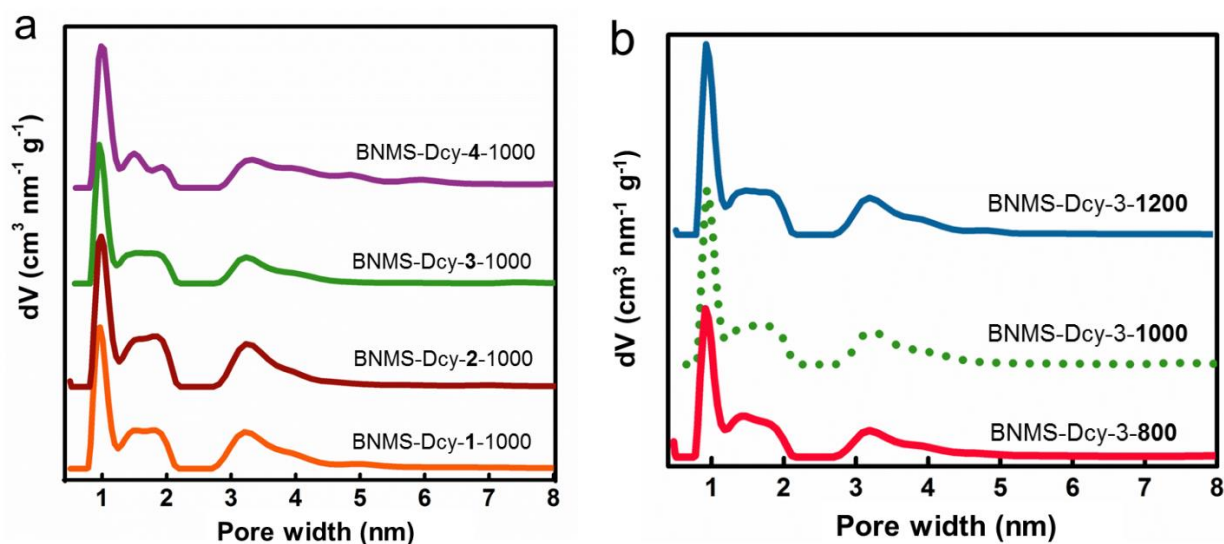 a
dV (cm³ nm⁻¹ g⁻¹)
BNMS-Dcy-4-1000
BNMS-Dcy-3-1000
BNMS-Dcy-2-1000
BNMS-Dcy-1-1000
1 2 3 4 5 6 7 8
Pore width (nm)
b
dV (cm³ nm⁻¹ g⁻¹)
BNMS-Dcy-3-1200
BNMS-Dcy-3-1000
BNMS-Dcy-3-800
1 2 3 4 5 6 7 8
Pore width (nm)